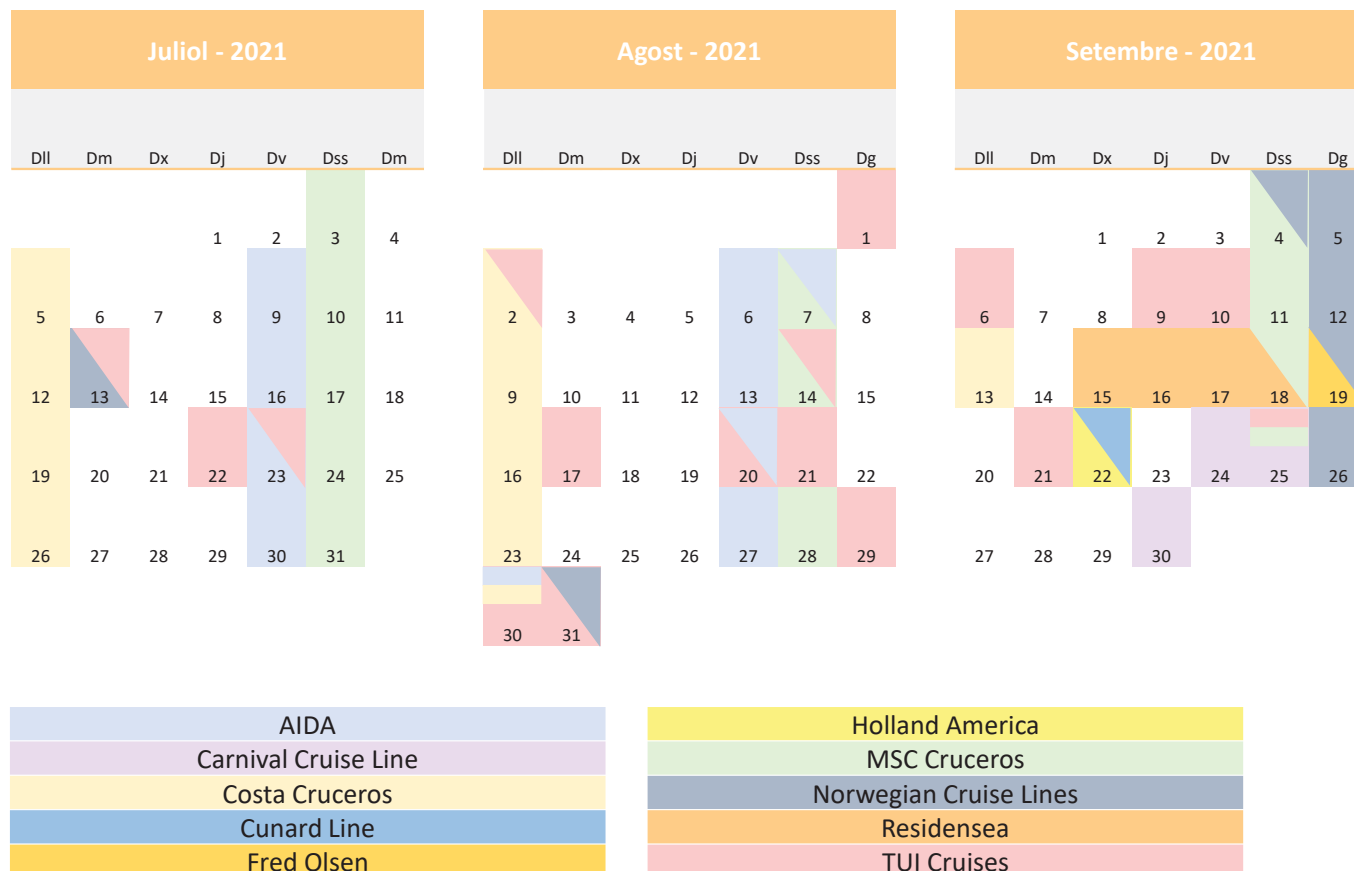 Juliol - 2021
Dll Dm Dx Dj Dv Dss Dm
1 2 3 4
5 6 7 8 9 10 11
12 13 14 15 16 17 18
19 20 21 22 23 24 25
26 27 28 29 30 31
Agost - 2021
Dll Dm Dx Dj Dv Dss Dg
1
2 3 4 5 6 7 8
9 10 11 12 13 14 15
16 17 18 19 20 21 22
23 24 25 26 27 28 29
30 31
Setembre - 2021
Dll Dm Dx Dj Dv Dss Dg
1 2 3 4 5
6 7 8 9 10 11 12
13 14 15 16 17 18 19
20 21 22 23 24 25 26
27 28 29 30
AIDA
Carnival Cruise Line
Costa Cruceros
Cunard Line
Fred Olsen
Holland America
MSC Cruceros
Norwegian Cruise Lines
Residensea
TUI Cruises